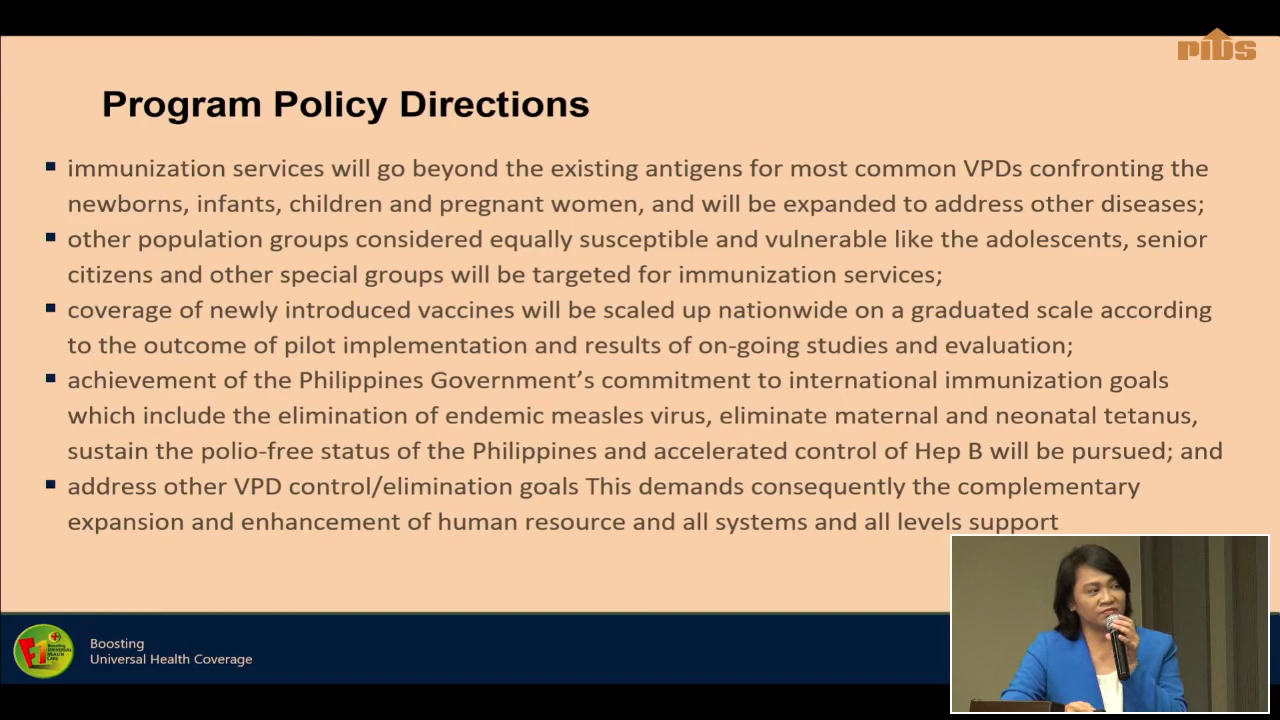 PIDS
Program Policy Directions
immunization services will go beyond the existing antigens for most common VPDs confronting the
newborns, infants, children and pregnant women, and will be expanded to address other diseases;
other population groups considered equally susceptible and vulnerable like the adolescents, senior
citizens and other special groups will be targeted for immunization services;
coverage of newly introduced vaccines will be scaled up nationwide on a graduated scale according
to the outcome of pilot implementation and results of on-going studies and evaluation;
achievement of the Philippines Government’s commitment to international immunization goals
which include the elimination of endemic measles virus, eliminate maternal and neonatal tetanus,
sustain the polio-free status of the Philippines and accelerated control of Hep B will be pursued; and
address other VPD control/elimination goals This demands consequently the complementary
expansion and enhancement of human resource and all systems and all levels support
F1
Boosting
UNIVERSAL
HEALTH
CARE
Boosting
Universal Health Coverage